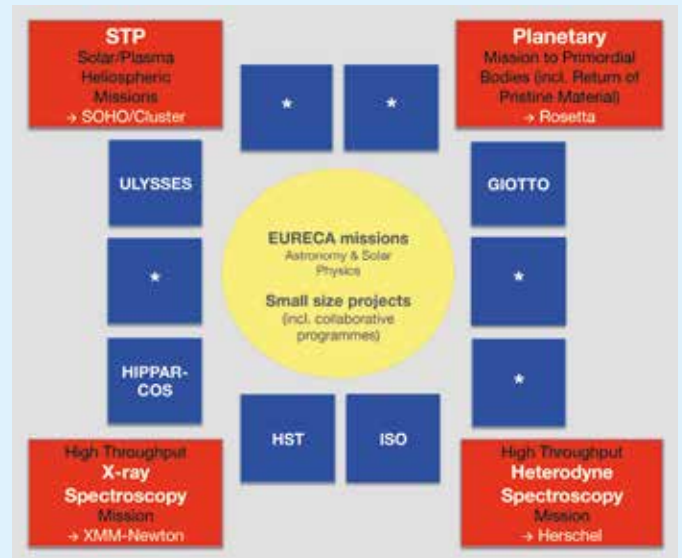 STP
Solar/Plasma
Heliospheric
Missions
→ SOHO/Cluster
Planetary
Mission to Primordial
Bodies (incl. Return of
Pristine Material)
→ Rosetta
*
*
ULYSSES
GIOTTO
EURECA missions
Astronomy & Solar
Physics
Small size projects
(incl. collaborative
programmes)
*
*
HIPPAR-
COS
*
HST
ISO
High Throughput
X-ray
Spectroscopy
Mission
→ XMM-Newton
High Throughput
Heterodyne
Spectroscopy
Mission
→ Herschel